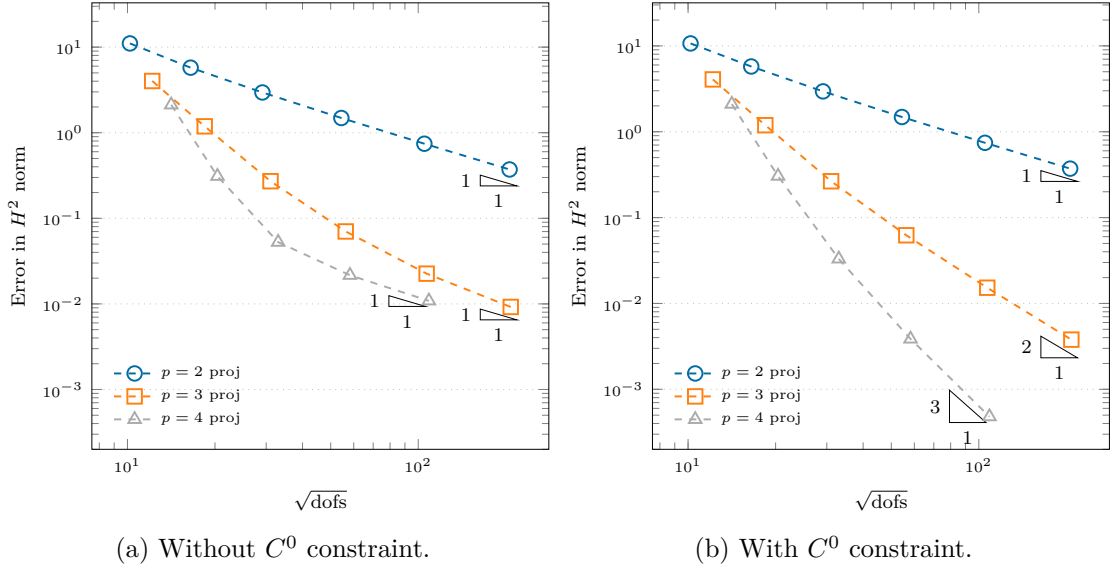 10^1
10^0
10^−1
10^−2
10^−3
Error in H^2 norm
1
1
1
1
1
1
p = 2 proj
p = 3 proj
p = 4 proj
10^1
10^2
√dofs
(a) Without C^0 constraint.
10^1
10^0
10^−1
10^−2
10^−3
Error in H^2 norm
1
1
2
1
3
1
p = 2 proj
p = 3 proj
p = 4 proj
10^1
10^2
√dofs
(b) With C^0 constraint.